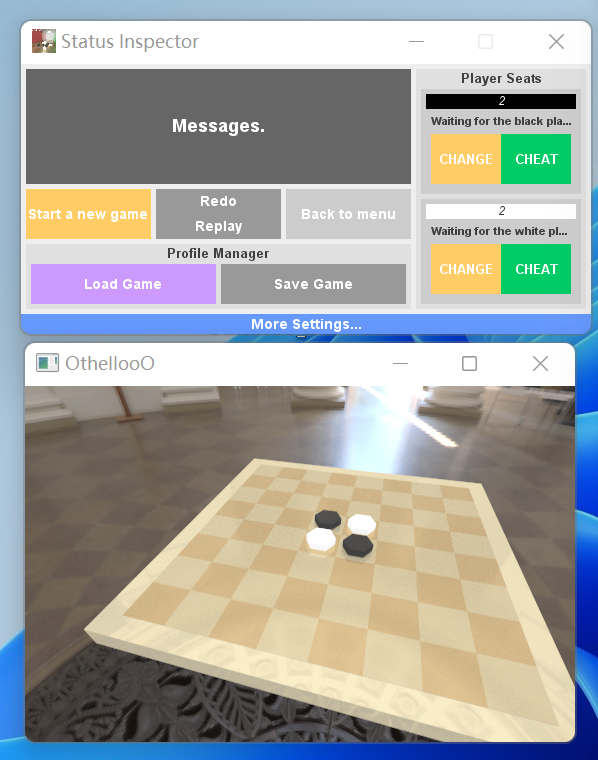 Status Inspector
Messages.
Start a new game
Redo
Replay
Back to menu
Profile Manager
Load Game
Save Game
Player Seats
2
Waiting for the black pla...
CHANGE
CHEAT
2
Waiting for the white pl...
CHANGE
CHEAT
More Settings...
OthellooO